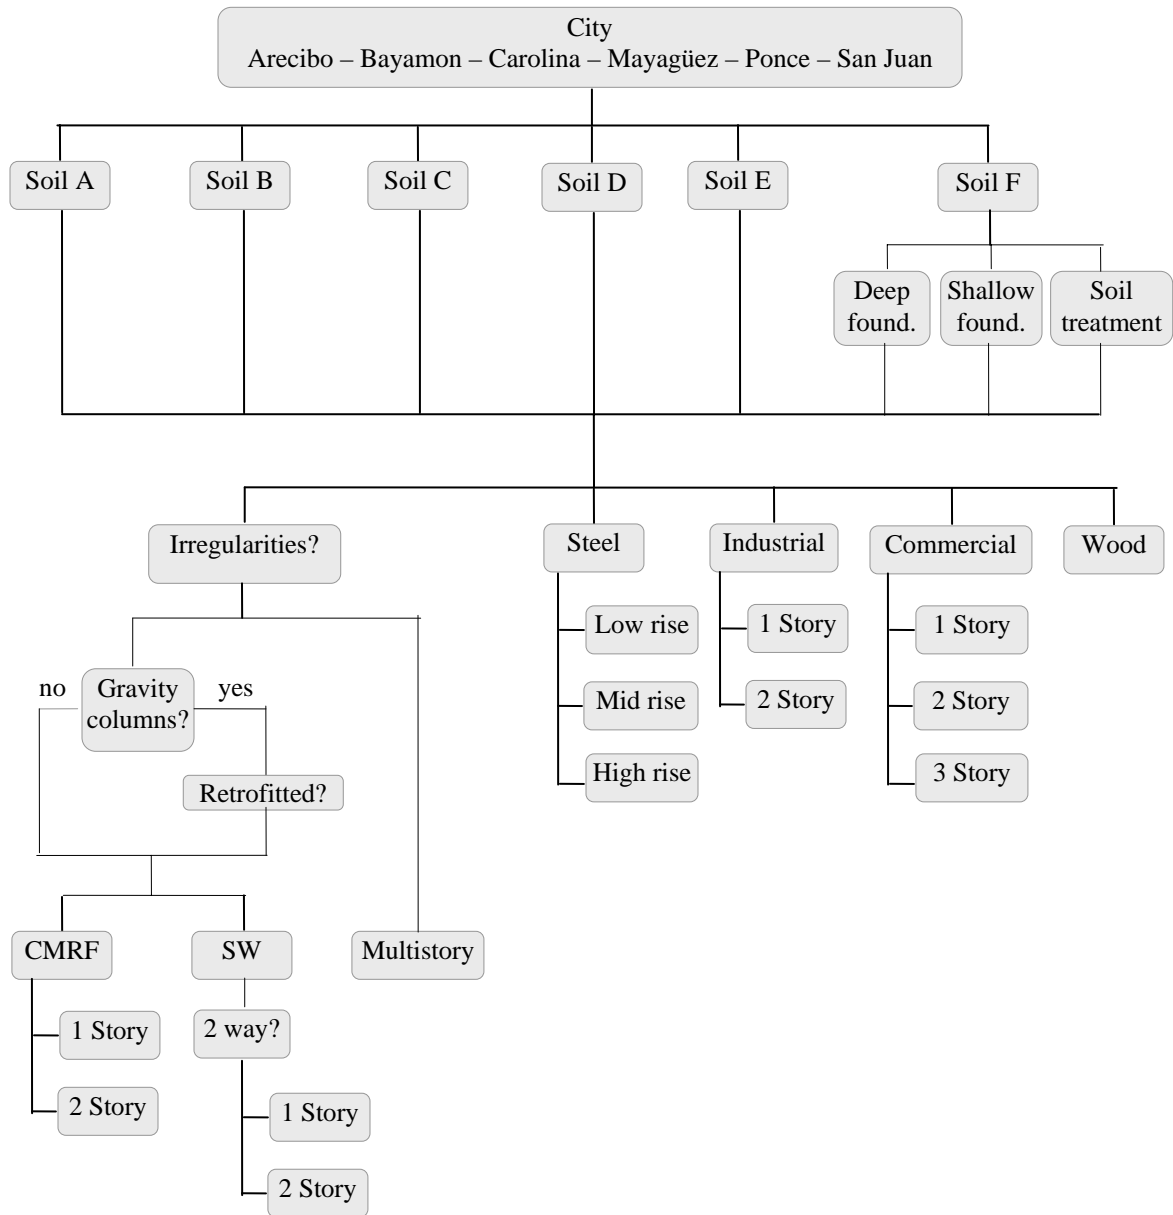 City
Arecibo – Bayamon – Carolina – Mayagüez – Ponce – San Juan
Soil A
Soil B
Soil C
Soil D
Soil E
Soil F
Deep
found.
Shallow
found.
Soil
treatment
Irregularities?
Steel
Industrial
Commercial
Wood
Low rise
Mid rise
High rise
1 Story
2 Story
1 Story
2 Story
3 Story
no
Gravity
columns?
yes
Retrofitted?
CMRF
SW
Multistory
1 Story
2 Story
2 way?
1 Story
2 Story